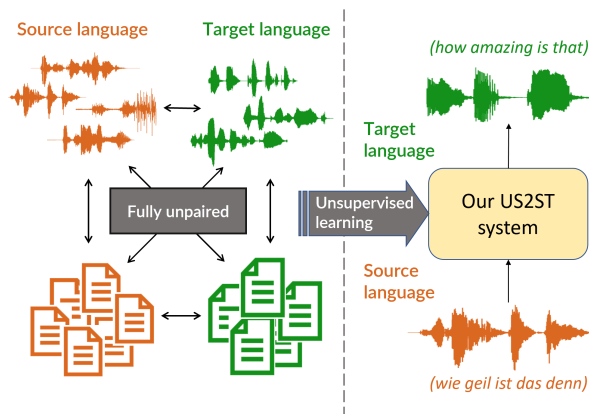 Source language
Target language
Fully unpaired
Unsupervised
learning
(how amazing is that)
Target
language
Our US2ST
system
Source
language
(wie geil ist das denn)